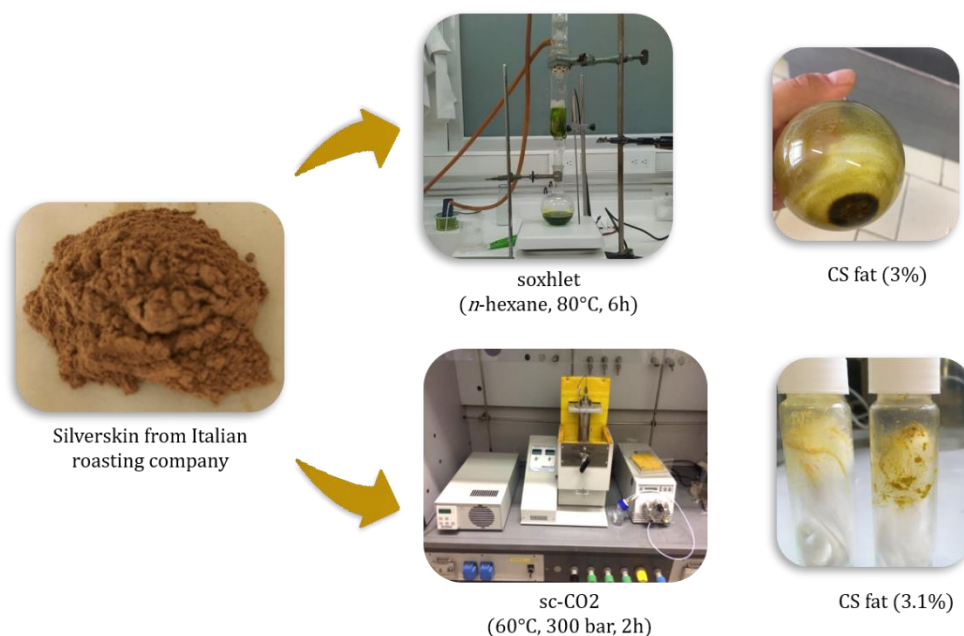 soxhlet
(n-hexane, 80°C, 6h)
CS fat (3%)
Silverskin from Italian
roasting company
sc-CO2
(60°C, 300 bar, 2h)
CS fat (3.1%)